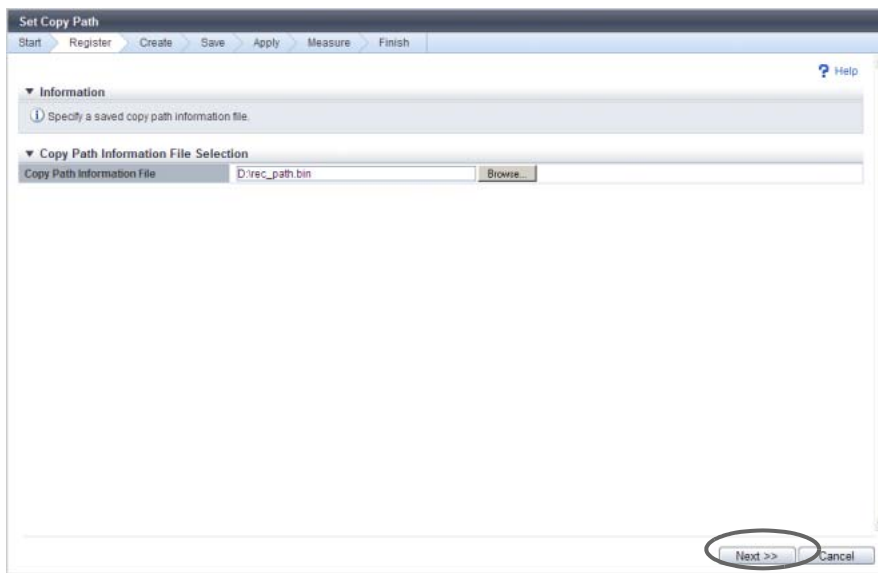 Set Copy Path
Start Register Create Save Apply Measure Finish
? Help
▼ Information
i Specify a saved copy path information file.
▼ Copy Path Information File Selection
Copy Path Information File D:\rec_path.bin Browse...
Next >> Cancel